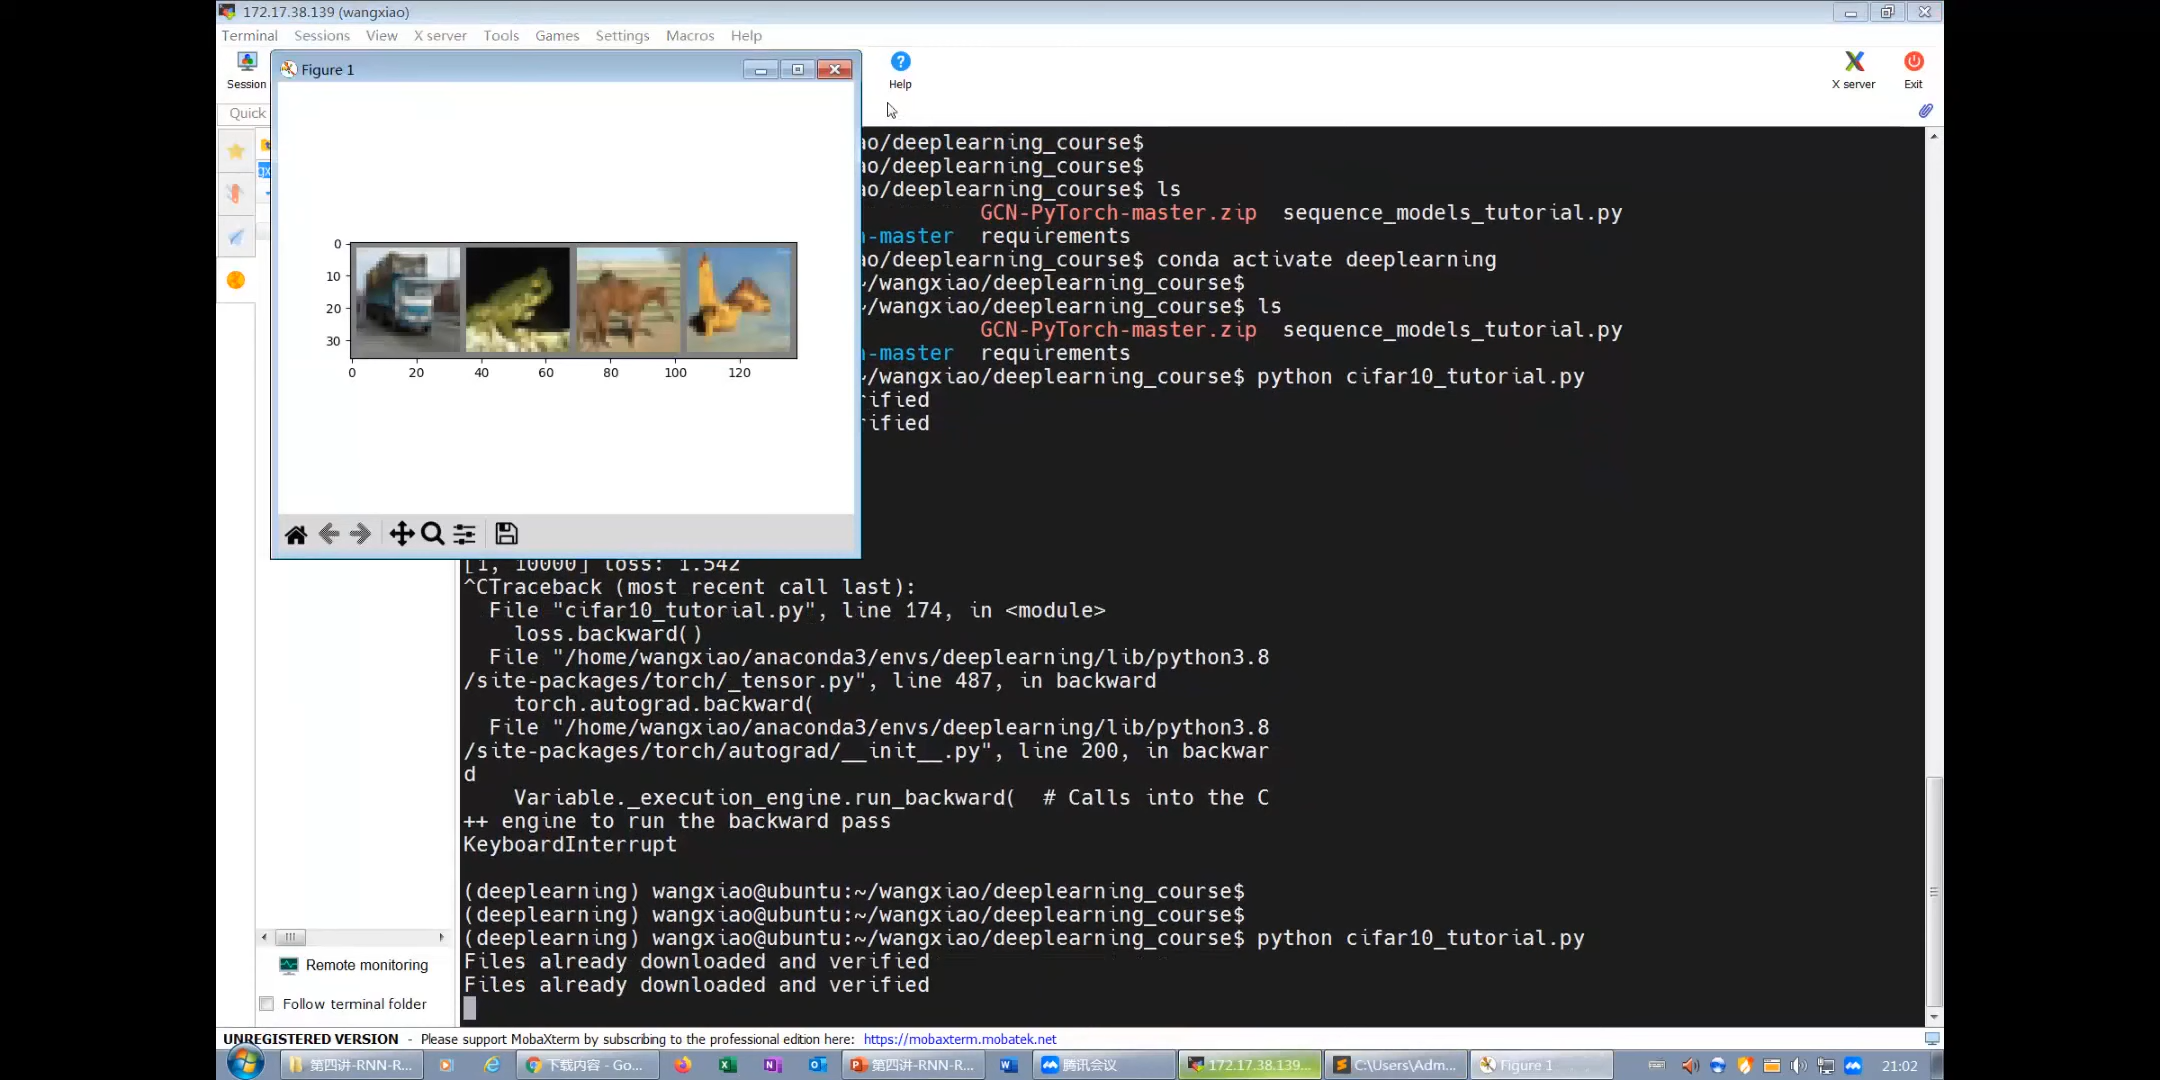 172.17.38.139 (wangxiao)
Terminal Sessions View X server Tools Games Settings Macros Help
Session
Help
X server
Exit
Quick
Figure 1
0
10
20
30
0 20 40 60 80 100 120
ao/deeplearning_course$
ao/deeplearning_course$
ao/deeplearning_course$ ls
GCN-PyTorch-master.zip sequence_models_tutorial.py
-master requirements
ao/deeplearning_course$ conda activate deeplearning
~/wangxiao/deeplearning_course$
~/wangxiao/deeplearning_course$ ls
GCN-PyTorch-master.zip sequence_models_tutorial.py
-master requirements
~/wangxiao/deeplearning_course$ python cifar10_tutorial.py
rified
rified
[1, 10000] loss: 1.542
^CTraceback (most recent call last):
File "cifar10_tutorial.py", line 174, in <module>
loss.backward()
File "/home/wangxiao/anaconda3/envs/deeplearning/lib/python3.8
/site-packages/torch/_tensor.py", line 487, in backward
torch.autograd.backward(
File "/home/wangxiao/anaconda3/envs/deeplearning/lib/python3.8
/site-packages/torch/autograd/__init__.py", line 200, in backwar
d
Variable._execution_engine.run_backward( # Calls into the C
++ engine to run the backward pass
KeyboardInterrupt
(deeplearning) wangxiao@ubuntu:~/wangxiao/deeplearning_course$
(deeplearning) wangxiao@ubuntu:~/wangxiao/deeplearning_course$
(deeplearning) wangxiao@ubuntu:~/wangxiao/deeplearning_course$ python cifar10_tutorial.py
Files already downloaded and verified
Files already downloaded and verified
Remote monitoring
Follow terminal folder
UNREGISTERED VERSION - Please support MobaXterm by subscribing to the professional edition here: https://mobaxterm.mobatek.net
第四讲-RNN-R...
下载内容 - Go...
第四讲-RNN-R...
腾讯会议
172.17.38.139...
C:\Users\Adm...
Figure 1
21:02